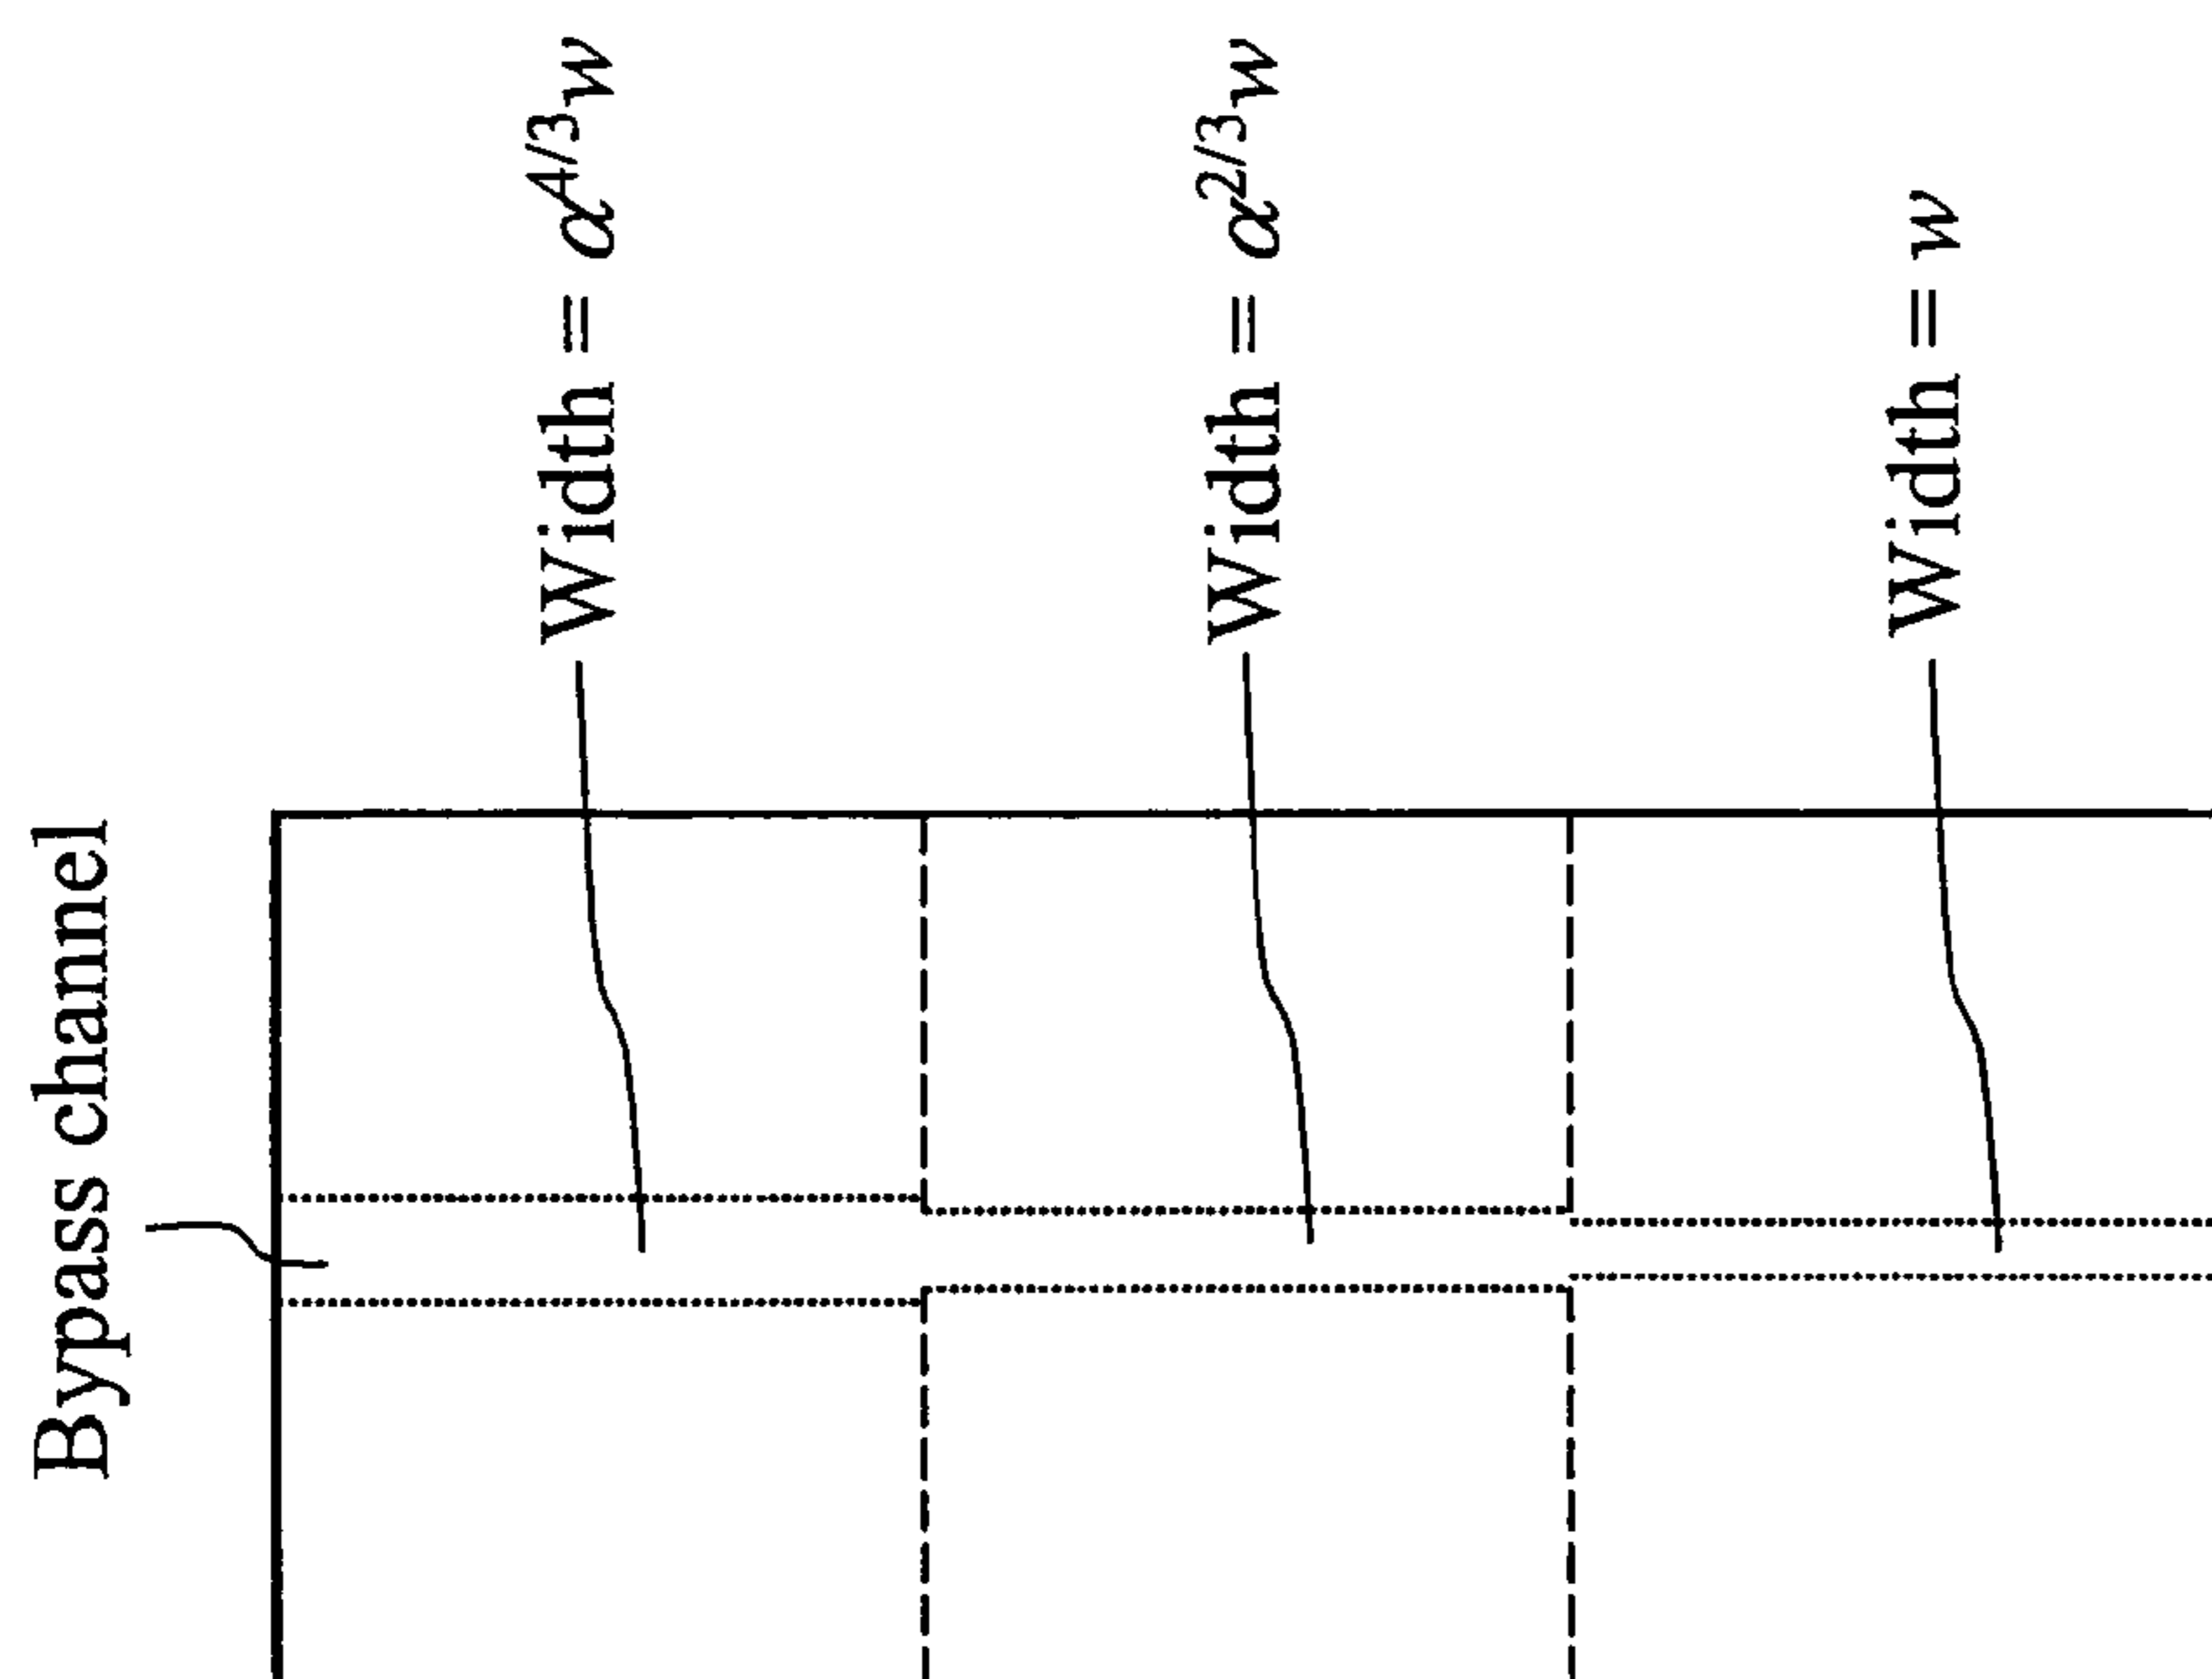 Bypass channel
Width = α^{4/3}w
Width = α^{2/3}w
Width = w